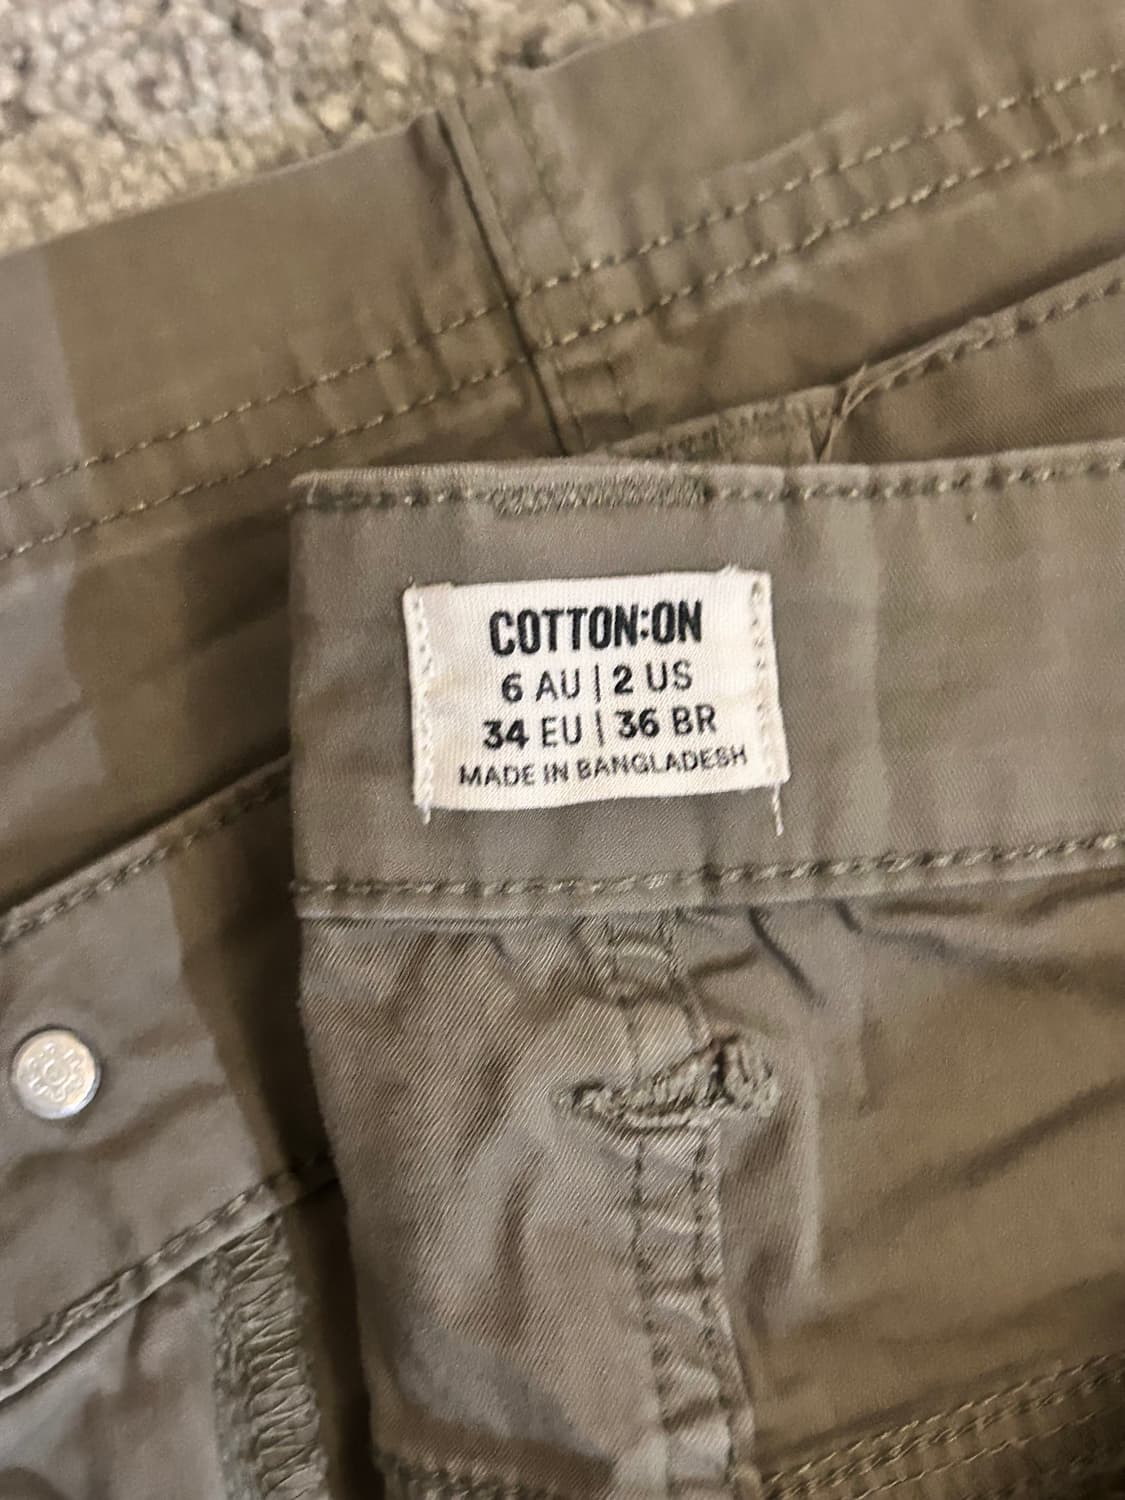 COTTON:ON
6 AU | 2 US
34 EU | 36 BR
MADE IN BANGLADESH